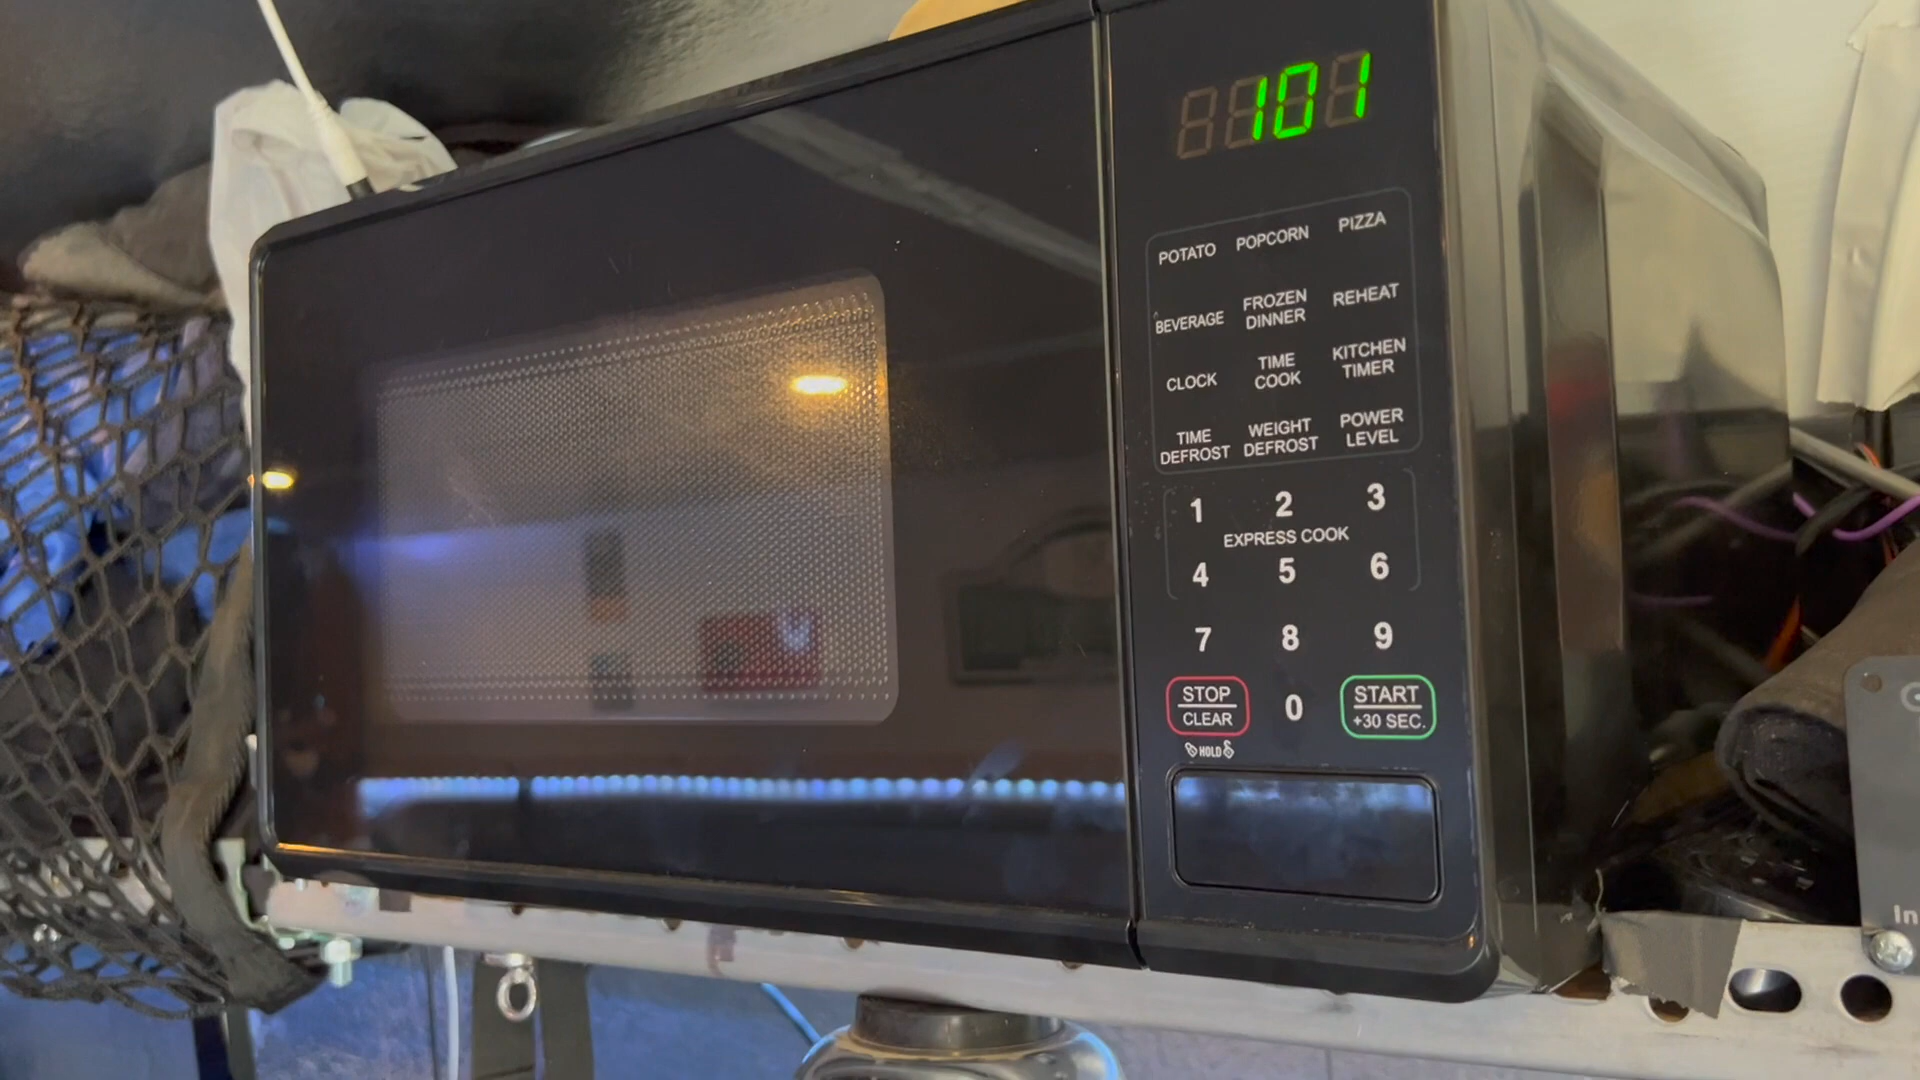 101
POTATO POPCORN PIZZA
BEVERAGE FROZEN DINNER REHEAT
CLOCK TIME COOK KITCHEN TIMER
TIME DEFROST WEIGHT DEFROST POWER LEVEL
1 2 3
EXPRESS COOK
4 5 6
7 8 9
STOP CLEAR 0 START +30 SEC.
HOLD
In